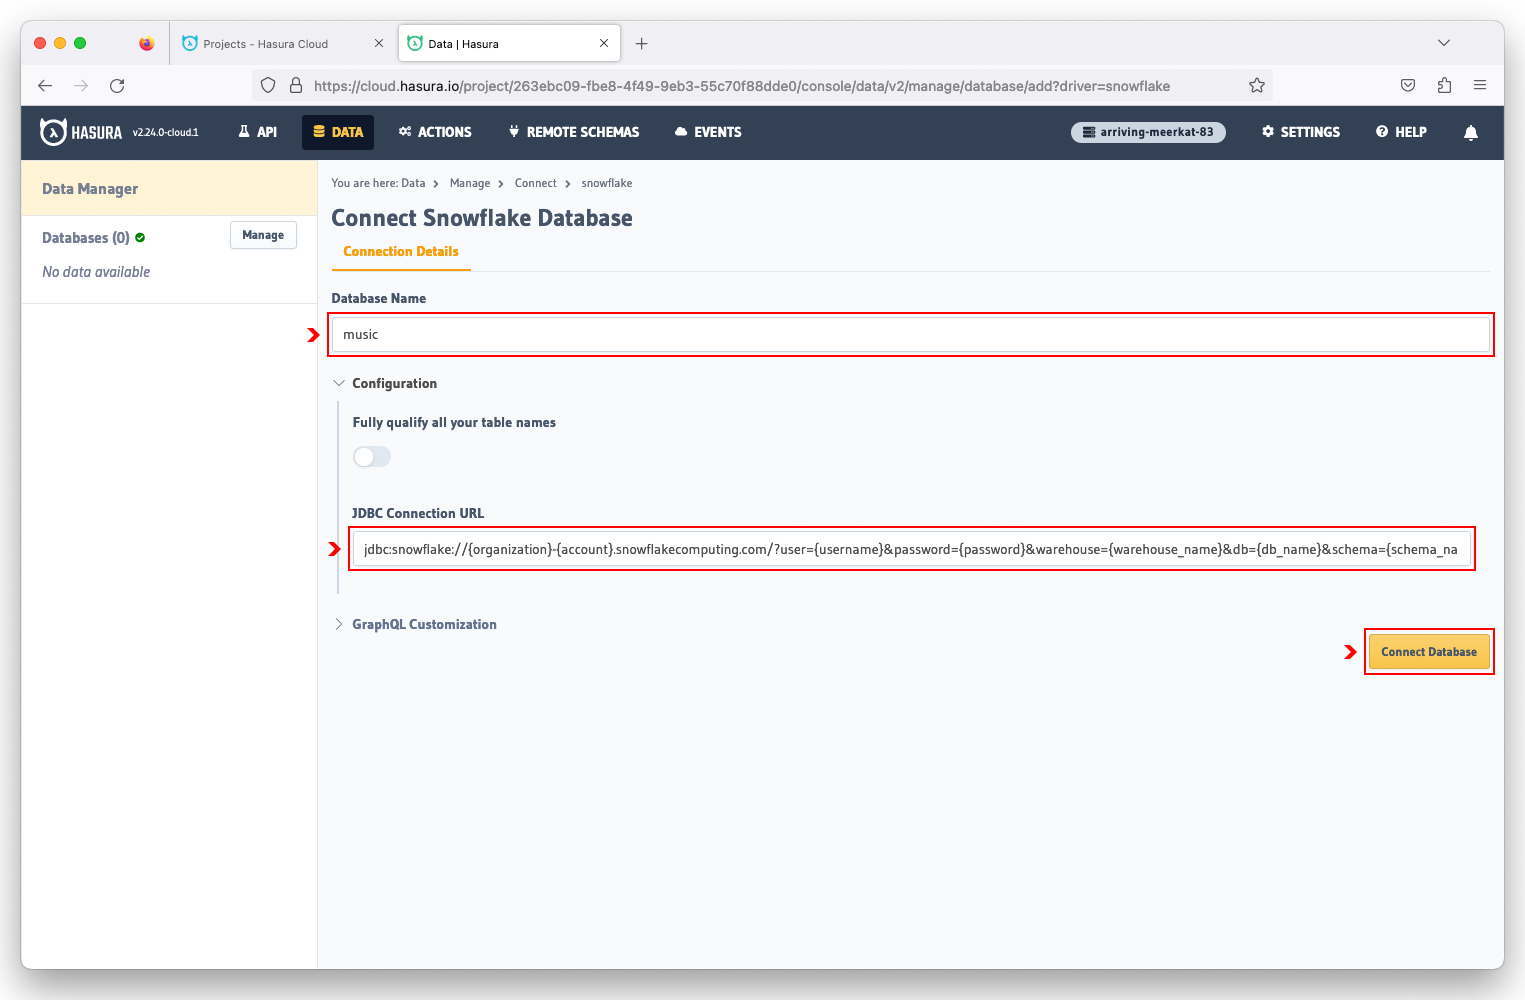 Projects - Hasura Cloud
Data | Hasura
https://cloud.hasura.io/project/263ebc09-fbe8-4f49-9eb3-55c70f88dde0/console/data/v2/manage/database/add?driver=snowflake
HASURA v2.24.0-cloud.1 API DATA ACTIONS REMOTE SCHEMAS EVENTS arriving-meerkat-83 SETTINGS HELP
Data Manager
Databases (0) Manage
No data available
You are here: Data > Manage > Connect > snowflake
Connect Snowflake Database
Connection Details
Database Name
music
Configuration
Fully qualify all your table names
JDBC Connection URL
jdbc:snowflake://{organization}-{account}.snowflakecomputing.com/?user={username}&password={password}&warehouse={warehouse_name}&db={db_name}&schema={schema_na
GraphQL Customization
Connect Database